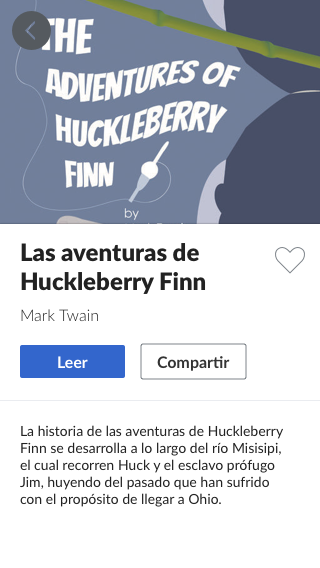 THE
ADVENTURES OF
HUCKLEBERRY
FINN
by
Las aventuras de
Huckleberry Finn
Mark Twain
Leer
Compartir
La historia de las aventuras de Huckleberry
Finn se desarrolla a lo largo del río Misisipi,
el cual recorren Huck y el esclavo prófugo
Jim, huyendo del pasado que han sufrido
con el propósito de llegar a Ohio.